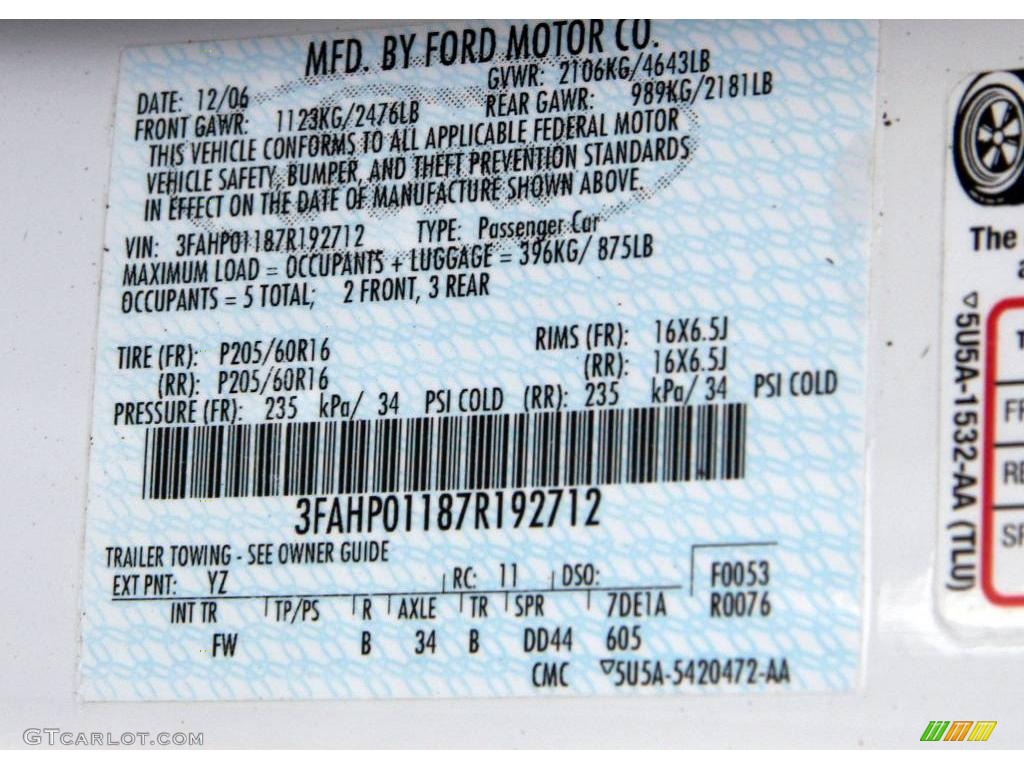 MFD. BY FORD MOTOR CO.
DATE: 12/06 GVWR: 2106KG/4643LB
FRONT GAWR: 1123KG/2476LB REAR GAWR: 989KG/2181LB
THIS VEHICLE CONFORMS TO ALL APPLICABLE FEDERAL MOTOR
VEHICLE SAFETY, BUMPER, AND THEFT PREVENTION STANDARDS
IN EFFECT ON THE DATE OF MANUFACTURE SHOWN ABOVE.
VIN: 3FAHP01187R192712 TYPE: Passenger Car
MAXIMUM LOAD = OCCUPANTS + LUGGAGE = 396KG/ 875LB
OCCUPANTS = 5 TOTAL; 2 FRONT, 3 REAR
TIRE (FR): P205/60R16 RIMS (FR): 16X6.5J
(RR): P205/60R16 (RR): 16X6.5J
PRESSURE (FR): 235 kPa/ 34 PSI COLD (RR): 235 kPa/ 34 PSI COLD
3FAHP01187R192712
TRAILER TOWING - SEE OWNER GUIDE
EXT PNT: YZ RC: 11 DSO: F0053
INT TR TP/PS R AXLE TR SPR 7DE1A R0076
FW B 34 B DD44 605
CMC ▽5U5A-5420472-AA
The
▽5U5A-1532-AA (TLU)
GTCARLOT.COM